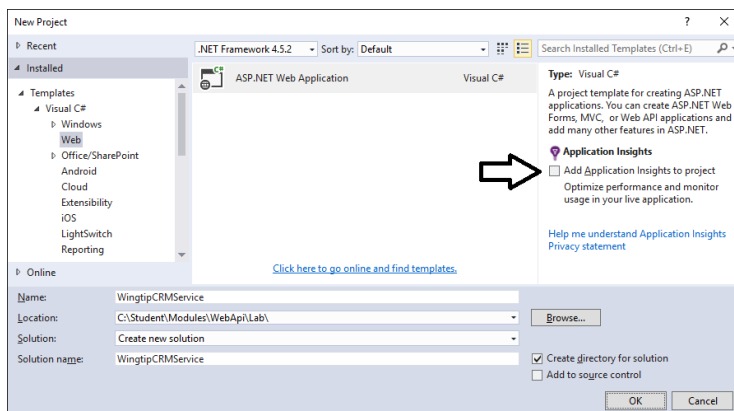 New Project
? ×
Recent
.NET Framework 4.5.2
Sort by: Default
Search Installed Templates (Ctrl+E)
Installed
Templates
Visual C#
Windows
Web
Office/SharePoint
Android
Cloud
Extensibility
iOS
LightSwitch
Reporting
Online
C#
ASP.NET Web Application
Visual C#
Click here to go online and find templates.
Type: Visual C#
A project template for creating ASP.NET
applications. You can create ASP.NET Web
Forms, MVC, or Web API applications and
add many other features in ASP.NET.
Application Insights
Add Application Insights to project
Optimize performance and monitor
usage in your live application.
Help me understand Application Insights
Privacy statement
Name: WingtipCRMService
Location: C:\Student\Modules\WebApi\Lab\
Browse...
Solution: Create new solution
Solution name: WingtipCRMService
Create directory for solution
Add to source control
OK Cancel